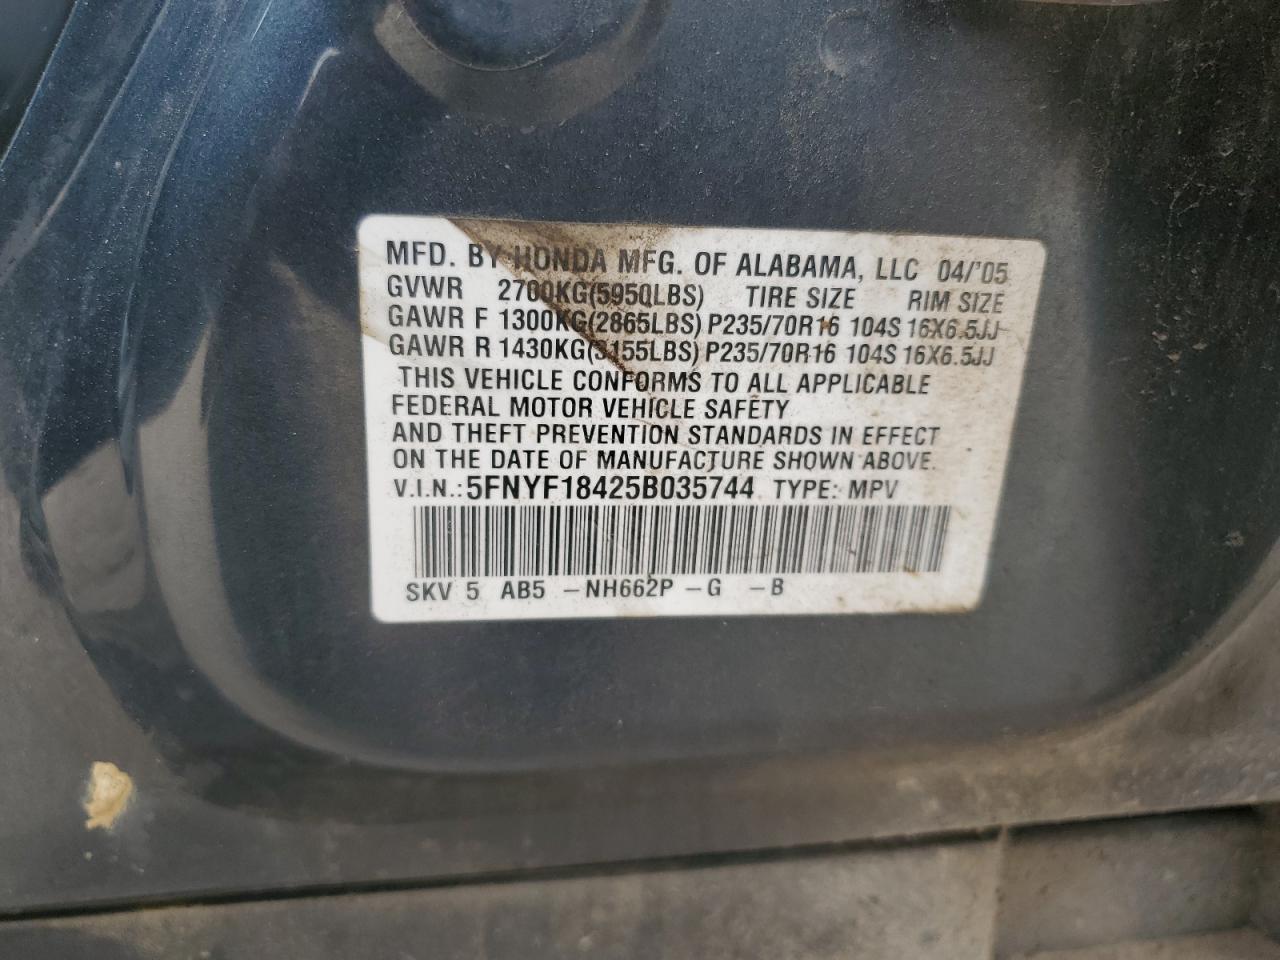 MFD. BY HONDA MFG. OF ALABAMA, LLC 04/'05
GVWR 2700KG(5950LBS) TIRE SIZE RIM SIZE
GAWR F 1300KG(2865LBS) P235/70R16 104S 16X6.5JJ
GAWR R 1430KG(3155LBS) P235/70R16 104S 16X6.5JJ
THIS VEHICLE CONFORMS TO ALL APPLICABLE
FEDERAL MOTOR VEHICLE SAFETY
AND THEFT PREVENTION STANDARDS IN EFFECT
ON THE DATE OF MANUFACTURE SHOWN ABOVE.
V.I.N.: 5FNYF18425B035744 TYPE: MPV
SKV 5 AB5 -NH662P -G -B